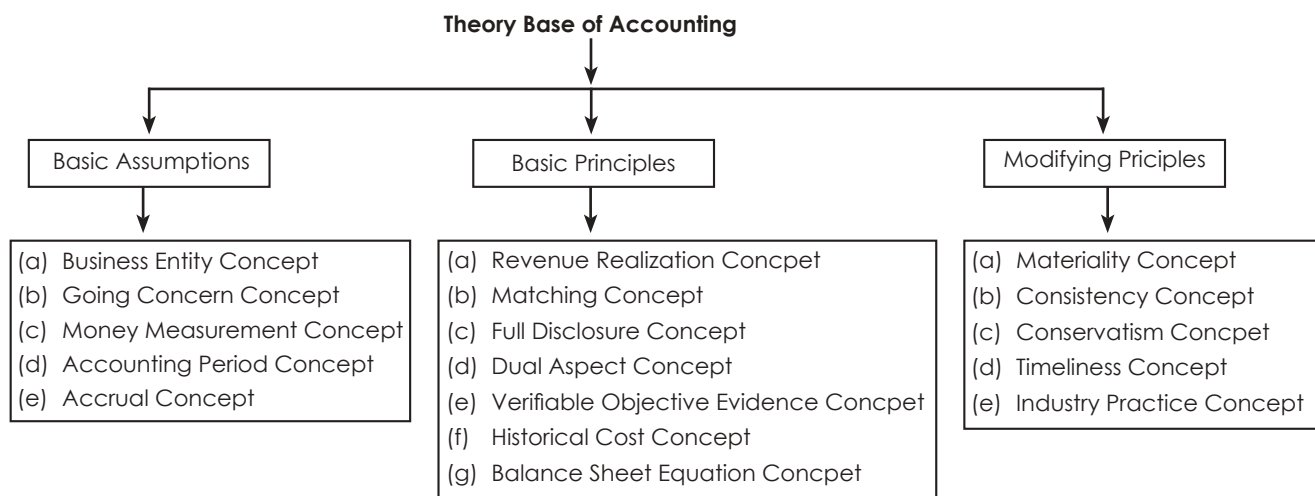 Theory Base of Accounting
Basic Assumptions
Basic Principles
Modifying Priciples
(a) Business Entity Concept
(b) Going Concern Concept
(c) Money Measurement Concept
(d) Accounting Period Concept
(e) Accrual Concept
(a) Revenue Realization Concpet
(b) Matching Concept
(c) Full Disclosure Concept
(d) Dual Aspect Concept
(e) Verifiable Objective Evidence Concpet
(f) Historical Cost Concept
(g) Balance Sheet Equation Concpet
(a) Materiality Concept
(b) Consistency Concept
(c) Conservatism Concpet
(d) Timeliness Concept
(e) Industry Practice Concept